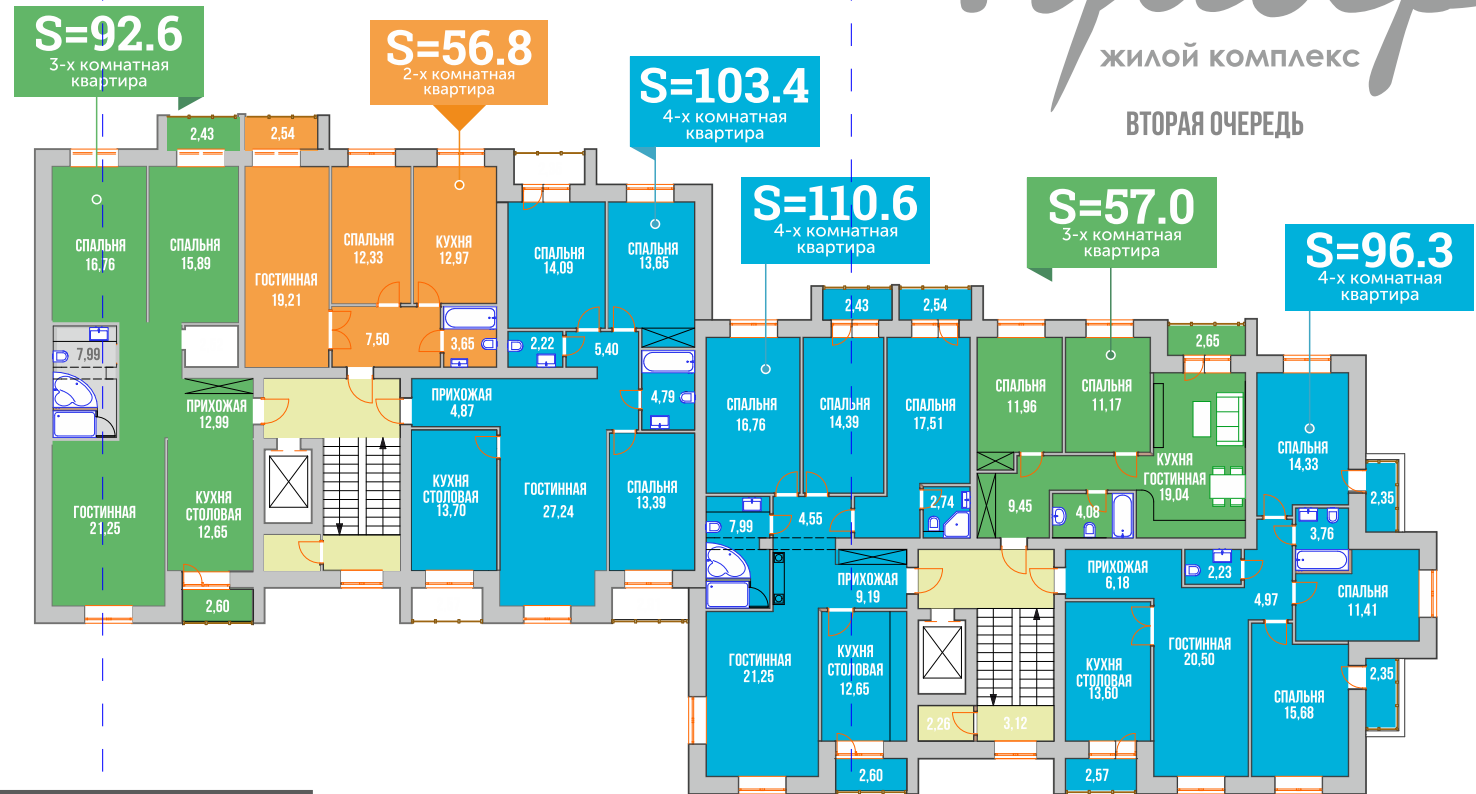 S=92.6
3-х комнатная
квартира
S=56.8
2-х комнатная
квартира
S=103.4
4-х комнатная
квартира
жилой комплекс
ВТОРАЯ ОЧЕРЕДЬ
S=110.6
4-х комнатная
квартира
S=57.0
3-х комнатная
квартира
S=96.3
4-х комнатная
квартира
2,43
2,54
СПАЛЬНЯ
16,76
СПАЛЬНЯ
15,89
ГОСТИННАЯ
19,21
СПАЛЬНЯ
12,33
КУХНЯ
12,97
СПАЛЬНЯ
14,09
СПАЛЬНЯ
13,65
7,99
7,50
3,65
2,22
5,40
4,79
ПРИХОЖАЯ
12,99
ПРИХОЖАЯ
4,87
ГОСТИННАЯ
21,25
КУХНЯ
СТОЛОВАЯ
12,65
КУХНЯ
СТОЛОВАЯ
13,70
ГОСТИННАЯ
27,24
СПАЛЬНЯ
13,39
2,60
2,43
2,54
2,65
СПАЛЬНЯ
16,76
СПАЛЬНЯ
14,39
СПАЛЬНЯ
17,51
СПАЛЬНЯ
11,96
СПАЛЬНЯ
11,17
КУХНЯ
ГОСТИННАЯ
19,04
СПАЛЬНЯ
14,33
2,35
7,99
4,55
2,74
9,45
4,08
3,76
ПРИХОЖАЯ
9,19
ПРИХОЖАЯ
6,18
2,23
4,97
СПАЛЬНЯ
11,41
ГОСТИННАЯ
21,25
КУХНЯ
СТОЛОВАЯ
12,65
КУХНЯ
СТОЛОВАЯ
13,60
ГОСТИННАЯ
20,50
СПАЛЬНЯ
15,68
2,35
2,26
3,12
2,60
2,57